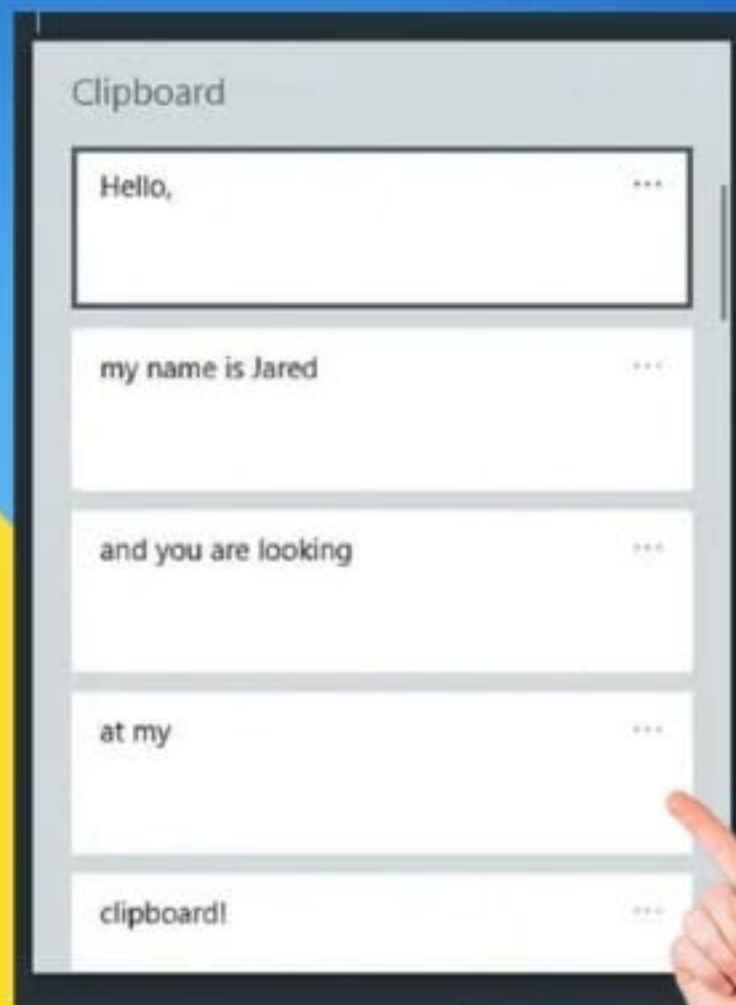 Clipboard
Hello,
my name is Jared
and you are looking
at my
clipboard!